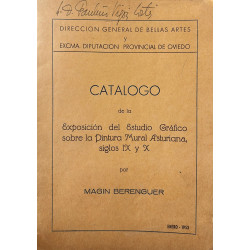 DIRECCION GENERAL DE BELLAS ARTES
Y
EXCMA. DIPUTACION PROVINCIAL DE OVIEDO
CATALOGO
de la
Exposición del Estudio Gráfico
sobre la Pintura Mural Asturiana,
siglos IX y X
por
MAGIN BERENGUER